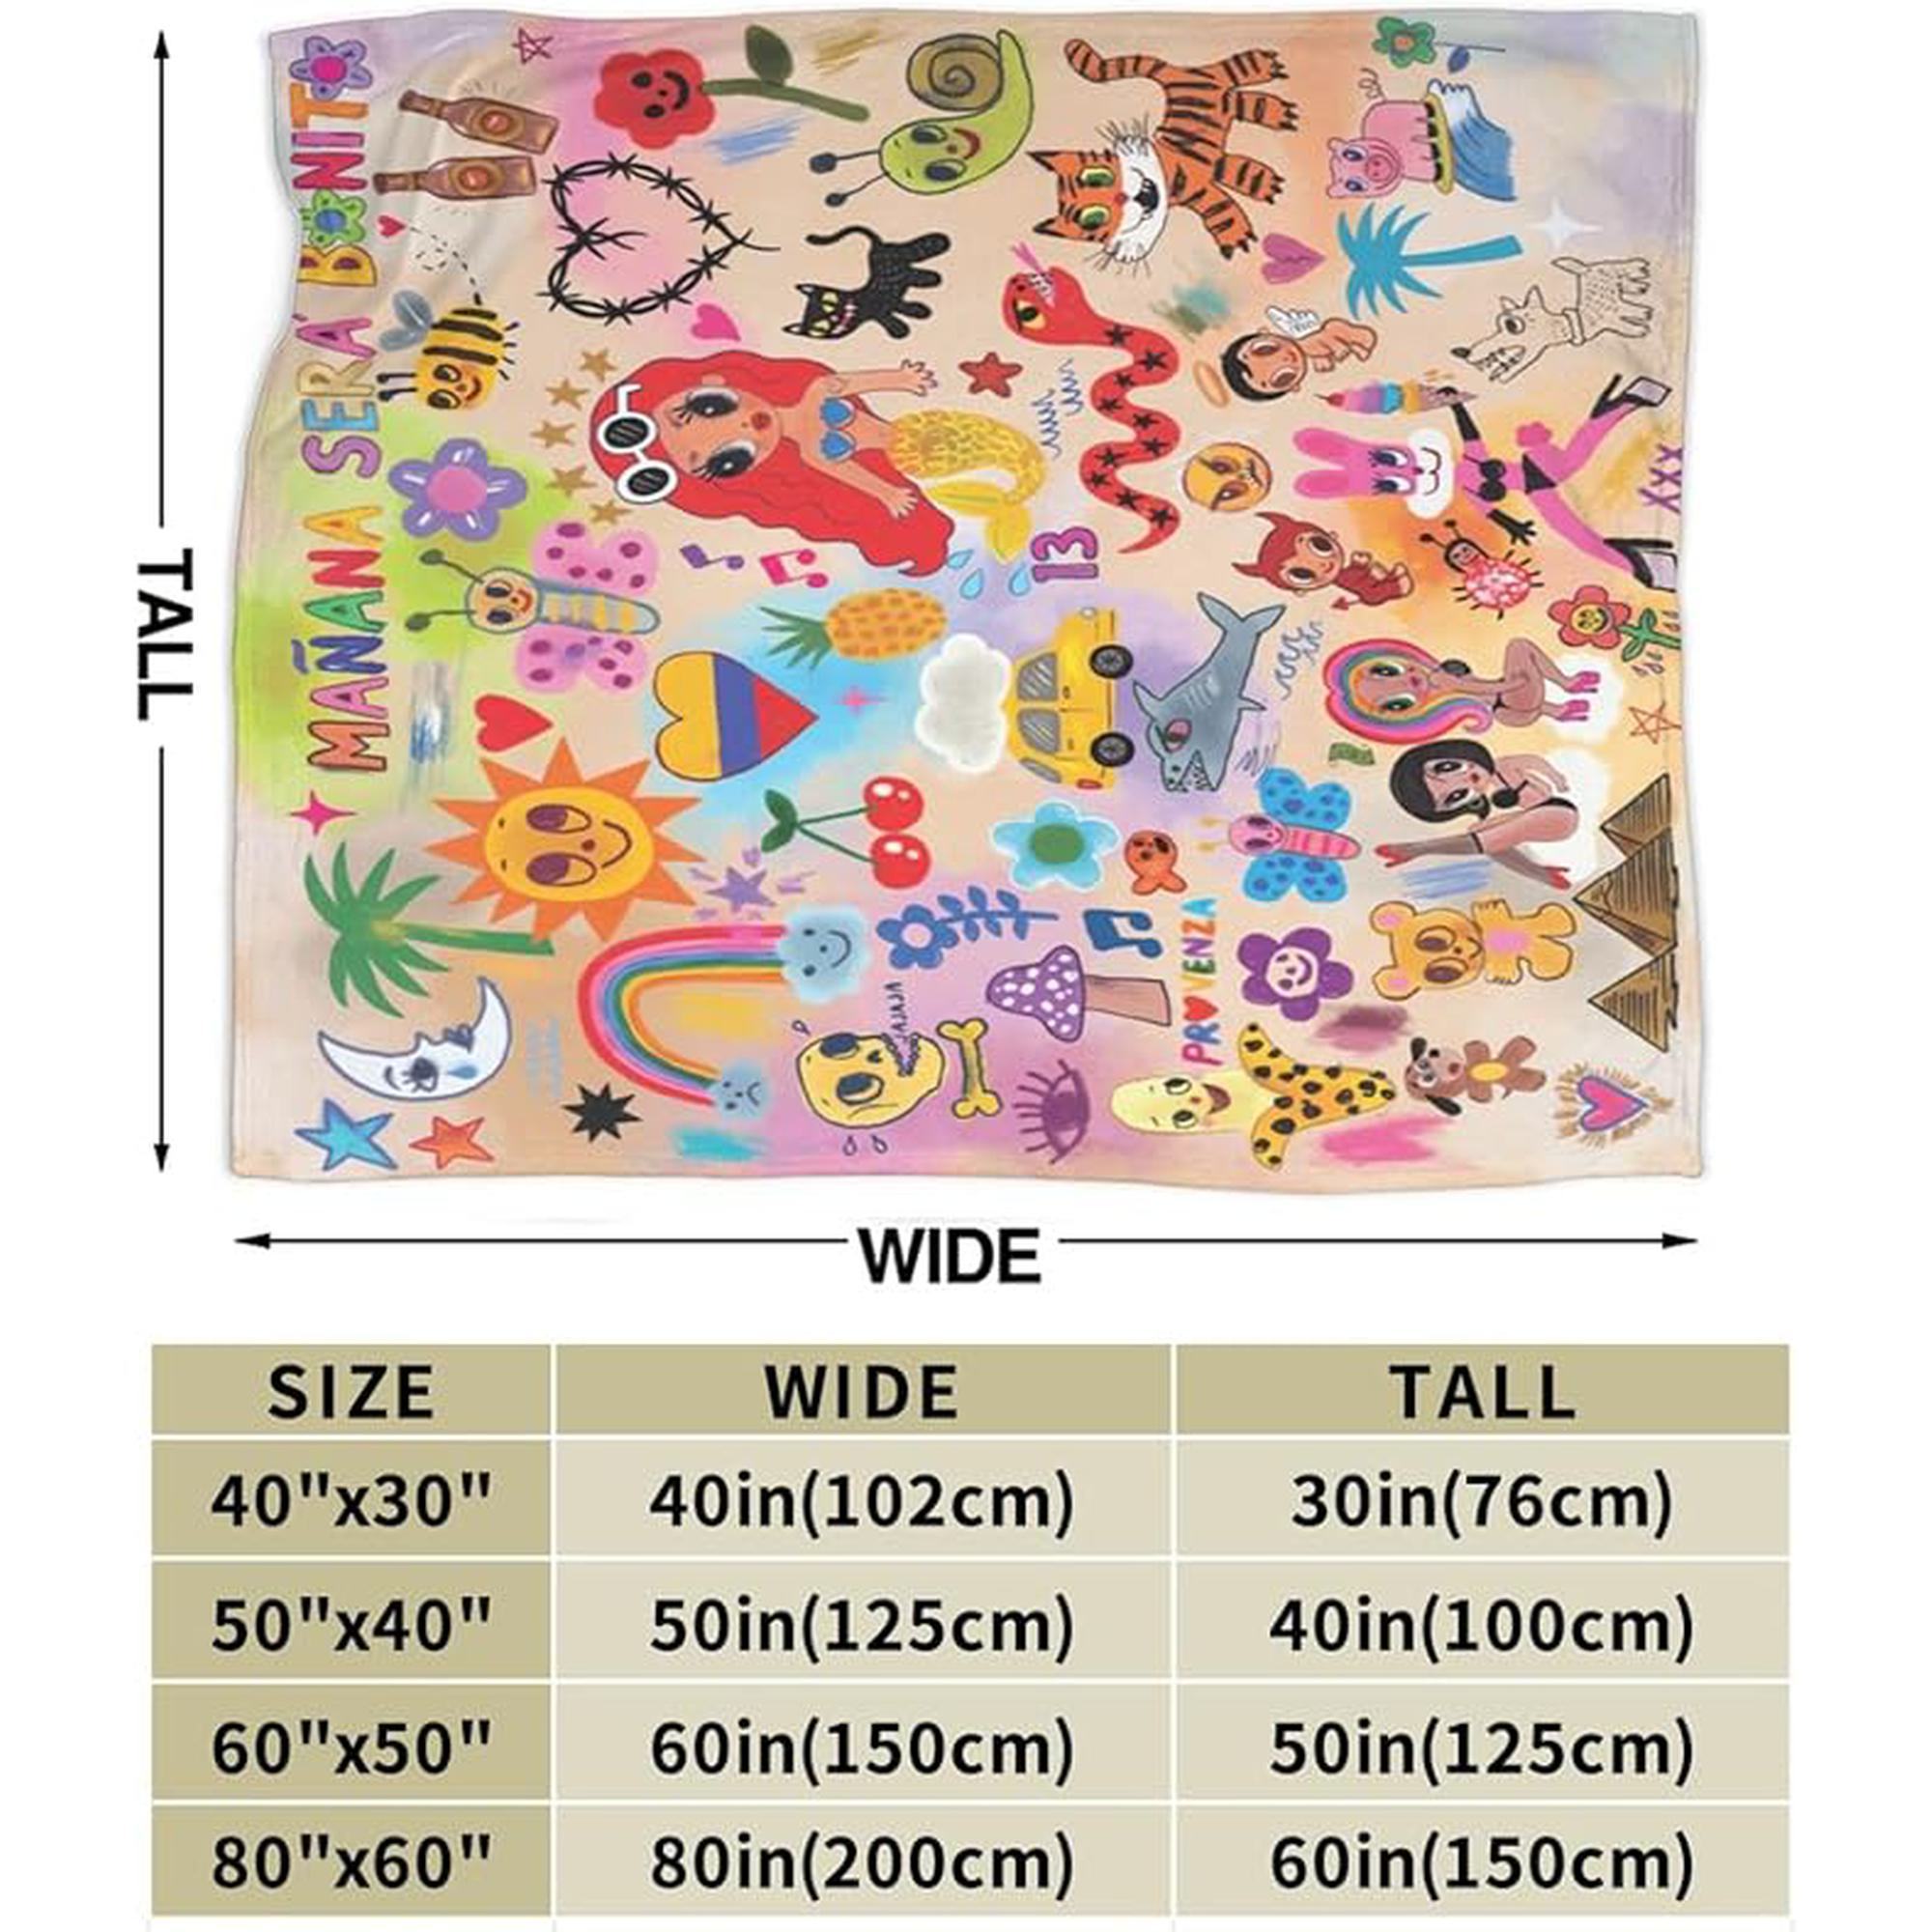 MAÑANA SERÁ BONITO
13
XXX
PROVENZA
TALL
WIDE
SIZE WIDE TALL
40"x30" 40in(102cm) 30in(76cm)
50"x40" 50in(125cm) 40in(100cm)
60"x50" 60in(150cm) 50in(125cm)
80"x60" 80in(200cm) 60in(150cm)